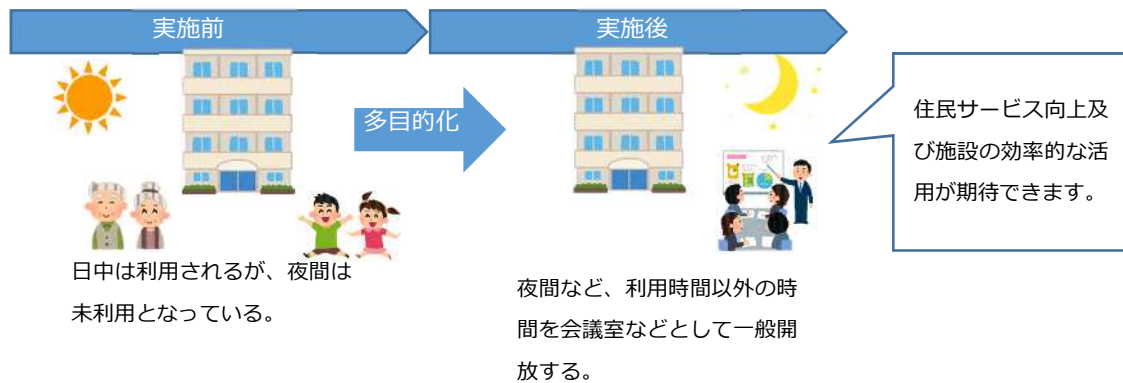 実施前
実施後
多目的化
住民サービス向上及
び施設の効率的な活
用が期待できます。
日中は利用されるが、夜間は
未利用となっている。
夜間など、利用時間以外の時
間を会議室などとして一般開
放する。